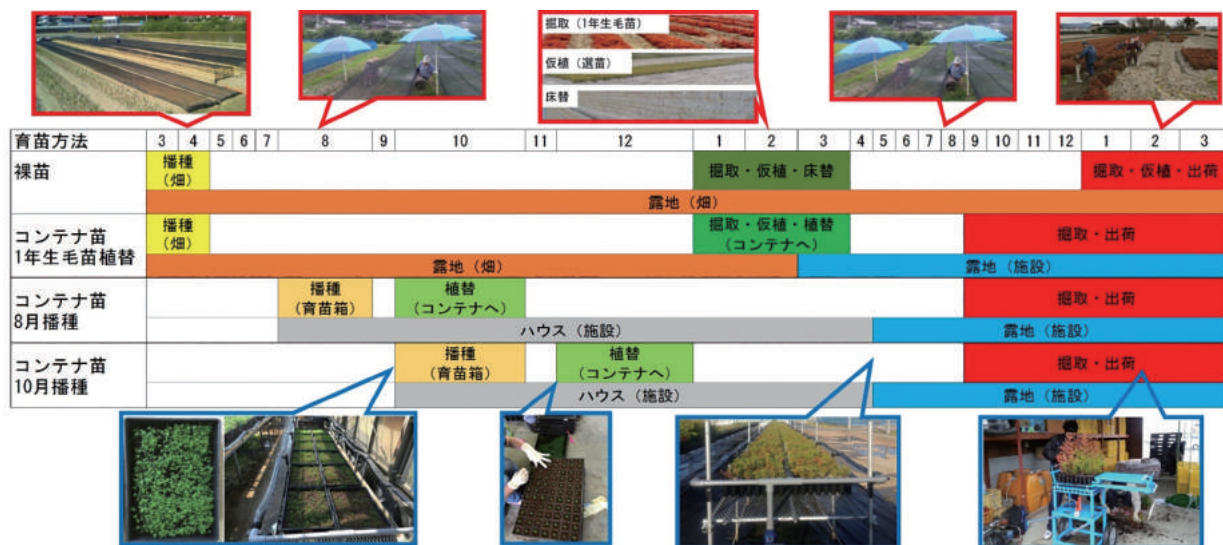 掘取(1年生毛苗)
仮植(選苗)
床替
育苗方法 3 4 5 6 7 8 9 10 11 12 1 2 3 4 5 6 7 8 9 10 11 12 1 2 3
裸苗
播種
(畑)
掘取・仮植・床替
掘取・仮植・出荷
露地(畑)
コンテナ苗
1年生毛苗植替
播種
(畑)
掘取・仮植・植替
(コンテナへ)
掘取・出荷
露地(畑)
露地(施設)
コンテナ苗
8月播種
播種
(育苗箱)
植替
(コンテナへ)
掘取・出荷
ハウス(施設)
露地(施設)
コンテナ苗
10月播種
播種
(育苗箱)
植替
(コンテナへ)
掘取・出荷
ハウス(施設)
露地(施設)